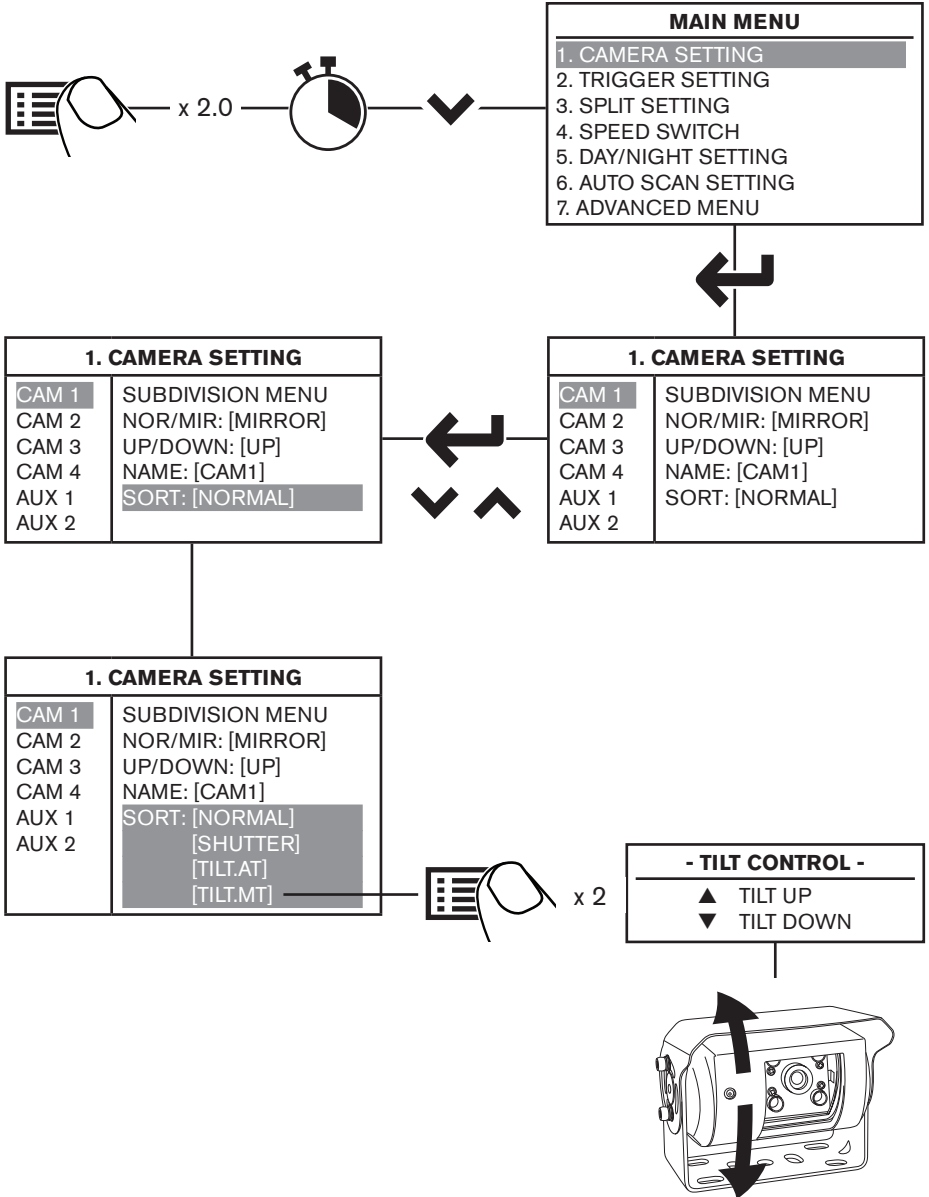 x 2.0
MAIN MENU
1. CAMERA SETTING
2. TRIGGER SETTING
3. SPLIT SETTING
4. SPEED SWITCH
5. DAY/NIGHT SETTING
6. AUTO SCAN SETTING
7. ADVANCED MENU
1. CAMERA SETTING
CAM 1 SUBDIVISION MENU
CAM 2 NOR/MIR: [MIRROR]
CAM 3 UP/DOWN: [UP]
CAM 4 NAME: [CAM1]
AUX 1 SORT: [NORMAL]
AUX 2
1. CAMERA SETTING
CAM 1 SUBDIVISION MENU
CAM 2 NOR/MIR: [MIRROR]
CAM 3 UP/DOWN: [UP]
CAM 4 NAME: [CAM1]
AUX 1 SORT: [NORMAL]
AUX 2
1. CAMERA SETTING
CAM 1 SUBDIVISION MENU
CAM 2 NOR/MIR: [MIRROR]
CAM 3 UP/DOWN: [UP]
CAM 4 NAME: [CAM1]
AUX 1 SORT: [NORMAL]
AUX 2 [SHUTTER]
[TILT.AT]
[TILT.MT]
x 2
- TILT CONTROL -
▲ TILT UP
▼ TILT DOWN